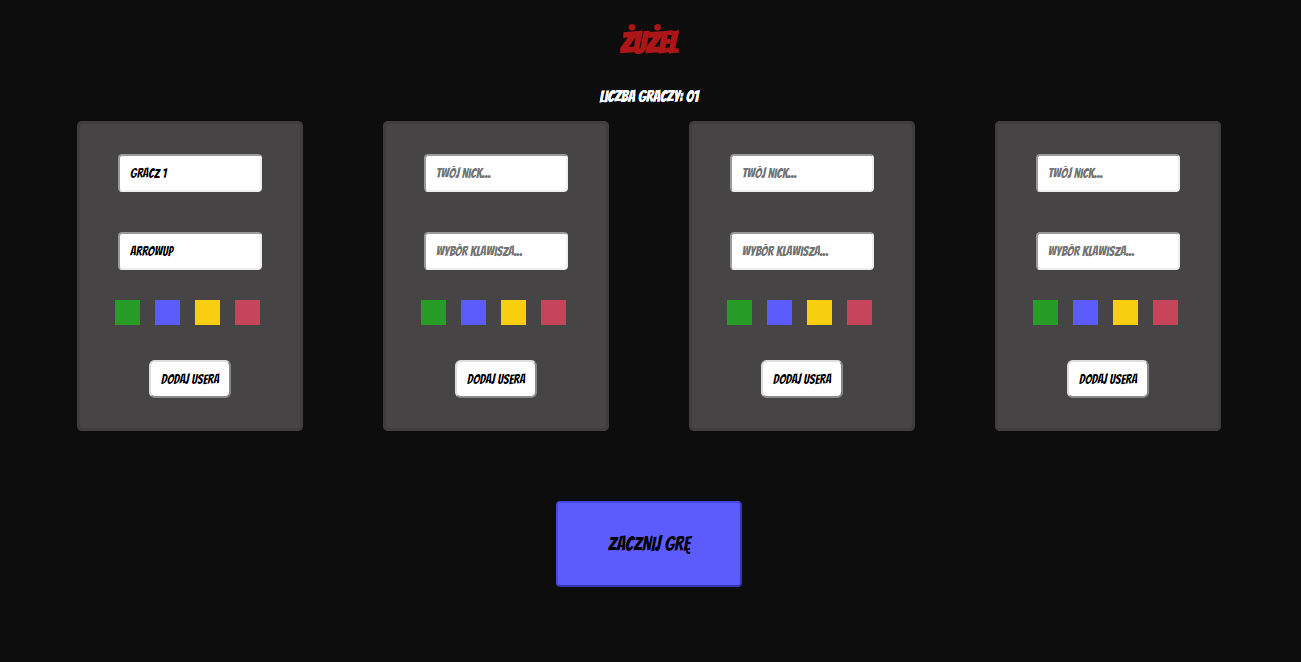 ŻUŻEL
LICZBA GRACZY: 01
GRACZ 1
ARROWUP
DODAJ USERA
TWÓJ NICK...
WYBÓR KLAWISZA...
DODAJ USERA
TWÓJ NICK...
WYBÓR KLAWISZA...
DODAJ USERA
TWÓJ NICK...
WYBÓR KLAWISZA...
DODAJ USERA
ZACZNIJ GRĘ